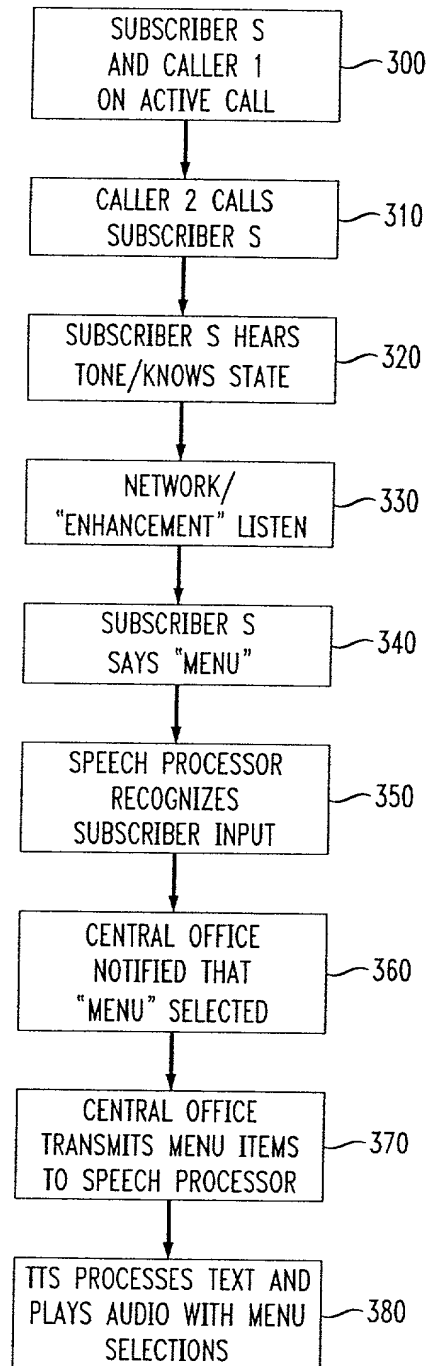 SUBSCRIBER S
AND CALLER 1
ON ACTIVE CALL
300
CALLER 2 CALLS
SUBSCRIBER S
310
SUBSCRIBER S HEARS
TONE/KNOWS STATE
320
NETWORK/
"ENHANCEMENT" LISTEN
330
SUBSCRIBER S
SAYS "MENU"
340
SPEECH PROCESSOR
RECOGNIZES
SUBSCRIBER INPUT
350
CENTRAL OFFICE
NOTIFIED THAT
"MENU" SELECTED
360
CENTRAL OFFICE
TRANSMITS MENU ITEMS
TO SPEECH PROCESSOR
370
TTS PROCESSES TEXT AND
PLAYS AUDIO WITH MENU
SELECTIONS
380